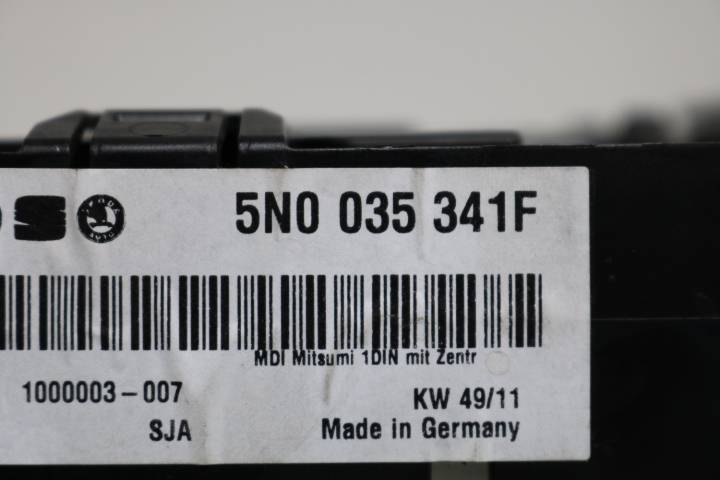 5N0 035 341F
MDI Mitsumi 1DIN mit Zentr
1000003-007
KW 49/11
SJA
Made in Germany